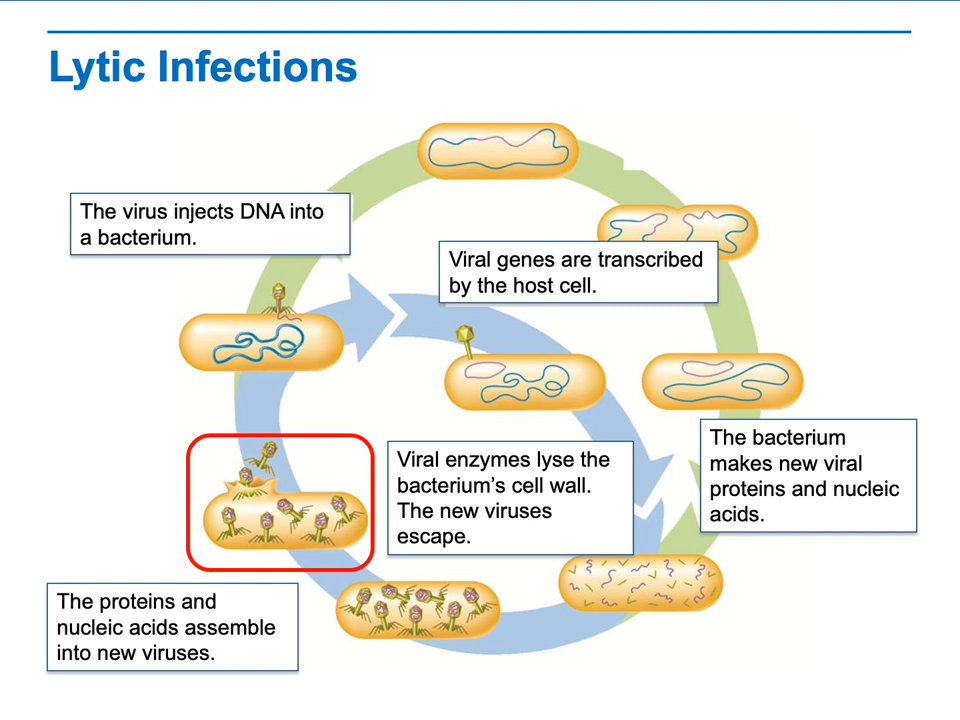 Lytic Infections
The virus injects DNA into
a bacterium.
Viral genes are transcribed
by the host cell.
The bacterium
makes new viral
proteins and nucleic
acids.
Viral enzymes lyse the
bacterium’s cell wall.
The new viruses
escape.
The proteins and
nucleic acids assemble
into new viruses.